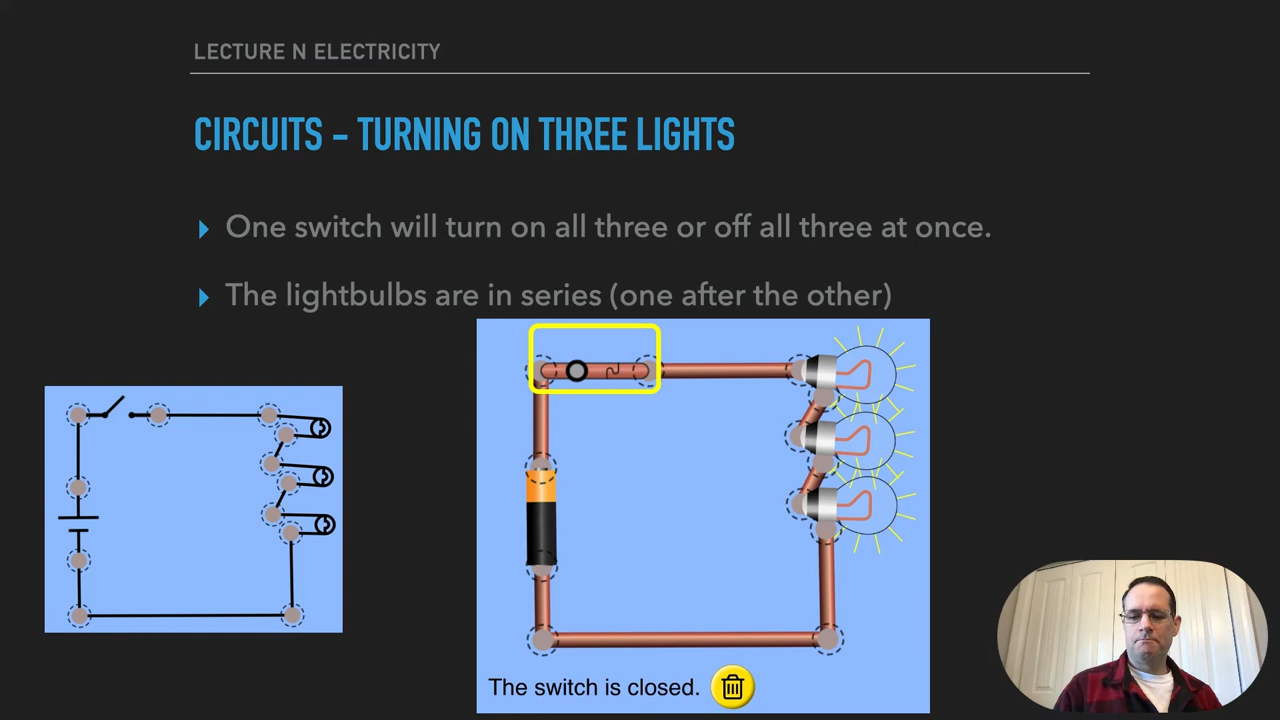 LECTURE N ELECTRICITY
CIRCUITS - TURNING ON THREE LIGHTS
One switch will turn on all three or off all three at once.
The lightbulbs are in series (one after the other)
The switch is closed.